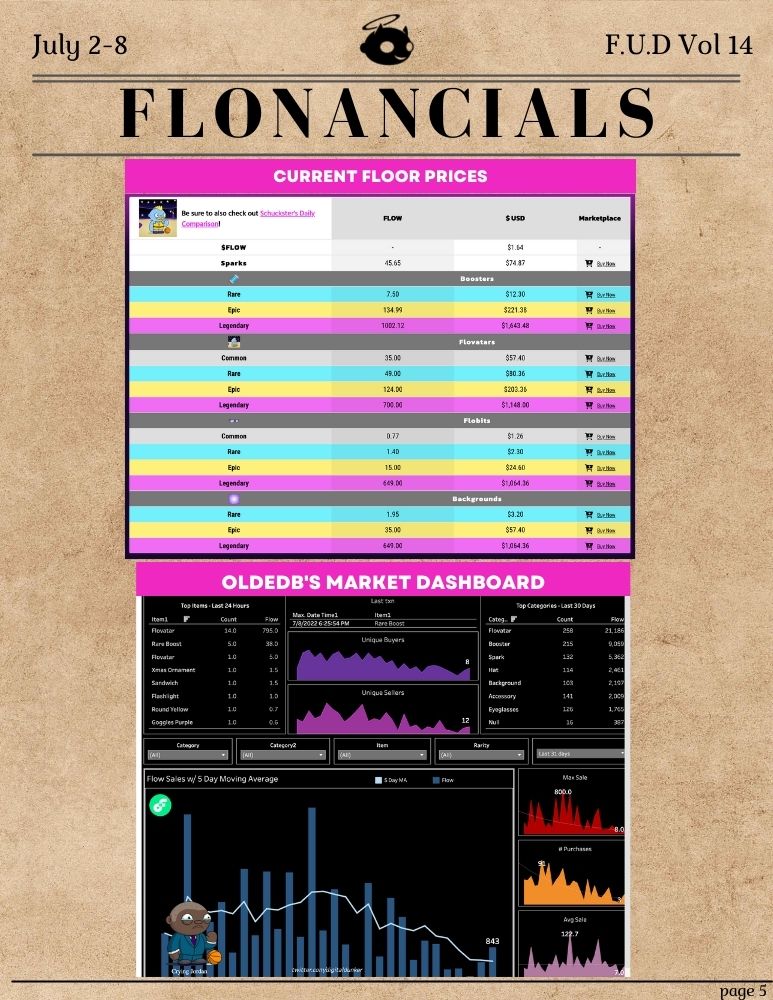 July 2-8
F.U.D Vol 14
FLONANCIALS
CURRENT FLOOR PRICES
Be sure to also check out Schuckster's Daily
Comparison!
FLOW $ USD Marketplace
$FLOW - $1.64 -
Sparks 45.65 $74.87 Buy Now
Boosters
Rare 7.50 $12.30 Buy Now
Epic 134.99 $221.38 Buy Now
Legendary 1002.12 $1,643.48 Buy Now
Flovatars
Common 35.00 $57.40 Buy Now
Rare 49.00 $80.36 Buy Now
Epic 124.00 $203.36 Buy Now
Legendary 700.00 $1,148.00 Buy Now
Flobits
Common 0.77 $1.26 Buy Now
Rare 1.40 $2.30 Buy Now
Epic 15.00 $24.60 Buy Now
Legendary 649.00 $1,064.36 Buy Now
Backgrounds
Rare 1.95 $3.20 Buy Now
Epic 35.00 $57.40 Buy Now
Legendary 649.00 $1,064.36 Buy Now
OLDEDB'S MARKET DASHBOARD
Top Items - Last 24 Hours
Item1 Count Flow
Flovatar 14.0 795.0
Rare Boost 5.0 38.0
Flovatar 1.0 5.0
Xmas Ornament 1.0 1.5
Sandwich 1.0 1.5
Flashlight 1.0 1.0
Round Yellow 1.0 0.7
Goggles Purple 1.0 0.6
Last txn
Max. Date Time1 Item1
7/8/2022 6:25:54 PM Rare Boost
Unique Buyers
8
Unique Sellers
12
Top Categories - Last 30 Days
Categ.. Count Flow
Flovatar 258 21,186
Booster 215 9,059
Spark 132 5,362
Hat 114 2,461
Background 103 2,197
Accessory 141 2,009
Eyeglasses 126 1,765
Null 16 387
Category Category2 Item Rarity
(All) (All) (All) (All) Last 31 days
Flow Sales w/ 5 Day Moving Average
5 Day MA Flow
843
Crying Jordan
twitter.com/digitaldunker
Max Sale
800.0
8.0
# Purchases
91
3
Avg Sale
122.7
7.0
page 5